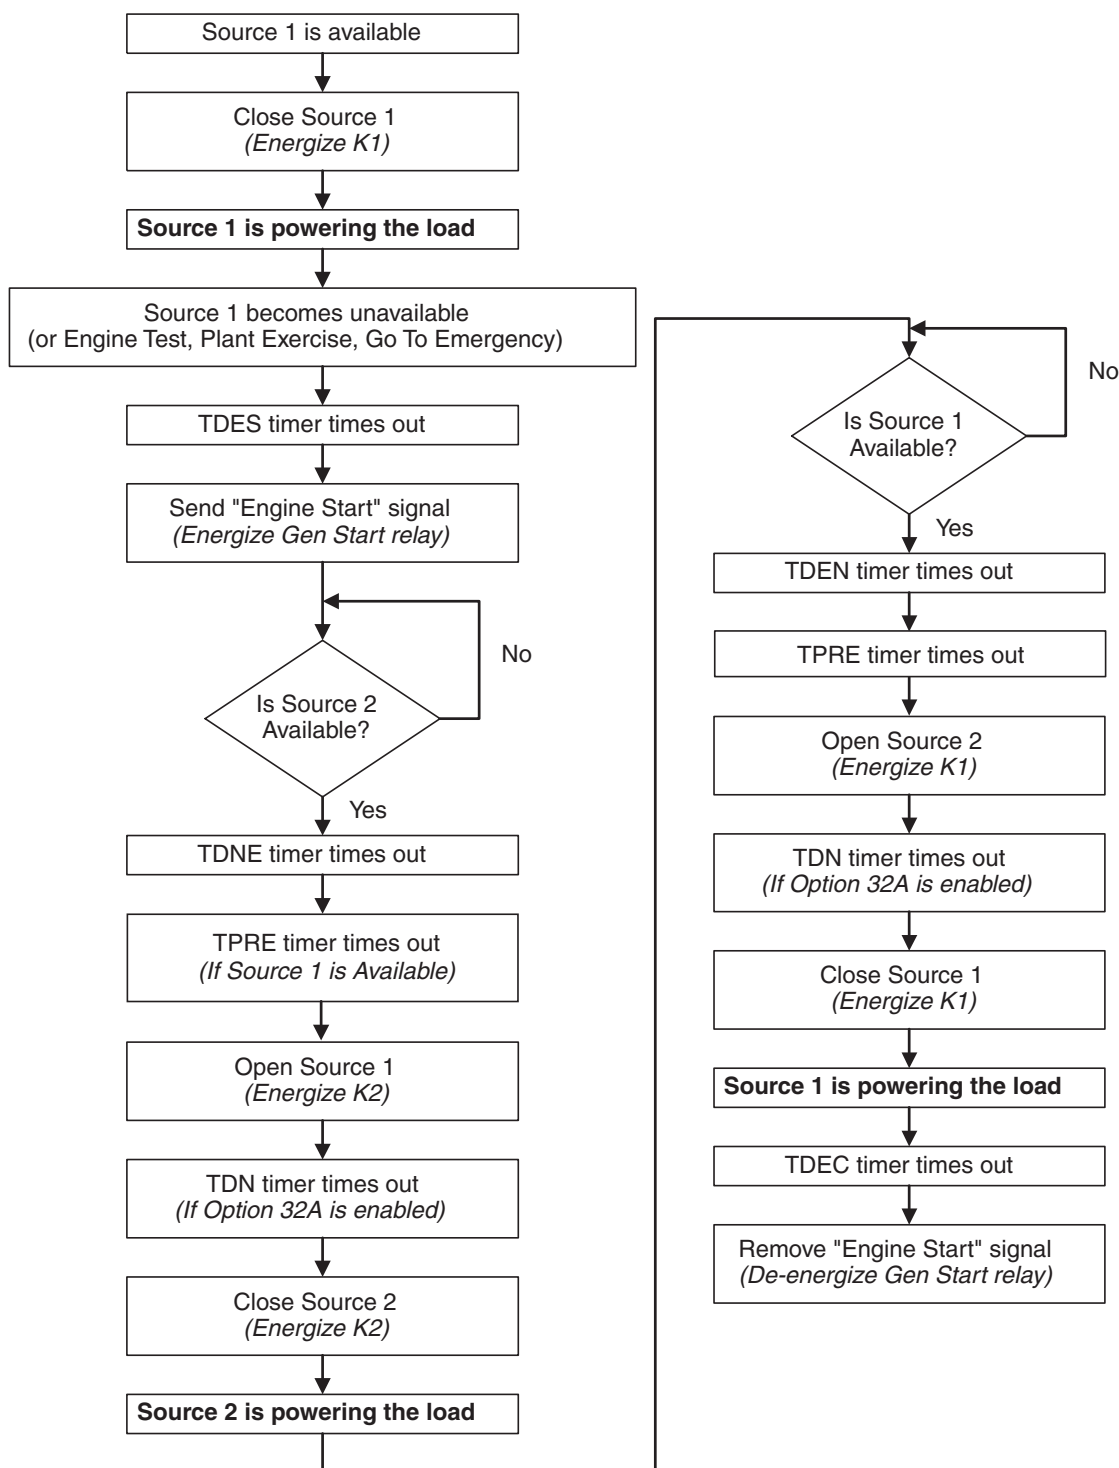 Source 1 is available
Close Source 1
(Energize K1)
Source 1 is powering the load
Source 1 becomes unavailable
(or Engine Test, Plant Exercise, Go To Emergency)
TDES timer times out
Send "Engine Start" signal
(Energize Gen Start relay)
No
Is Source 2
Available?
Yes
TDNE timer times out
TPRE timer times out
(If Source 1 is Available)
Open Source 1
(Energize K2)
TDN timer times out
(If Option 32A is enabled)
Close Source 2
(Energize K2)
Source 2 is powering the load
No
Is Source 1
Available?
Yes
TDEN timer times out
TPRE timer times out
Open Source 2
(Energize K1)
TDN timer times out
(If Option 32A is enabled)
Close Source 1
(Energize K1)
Source 1 is powering the load
TDEC timer times out
Remove "Engine Start" signal
(De-energize Gen Start relay)